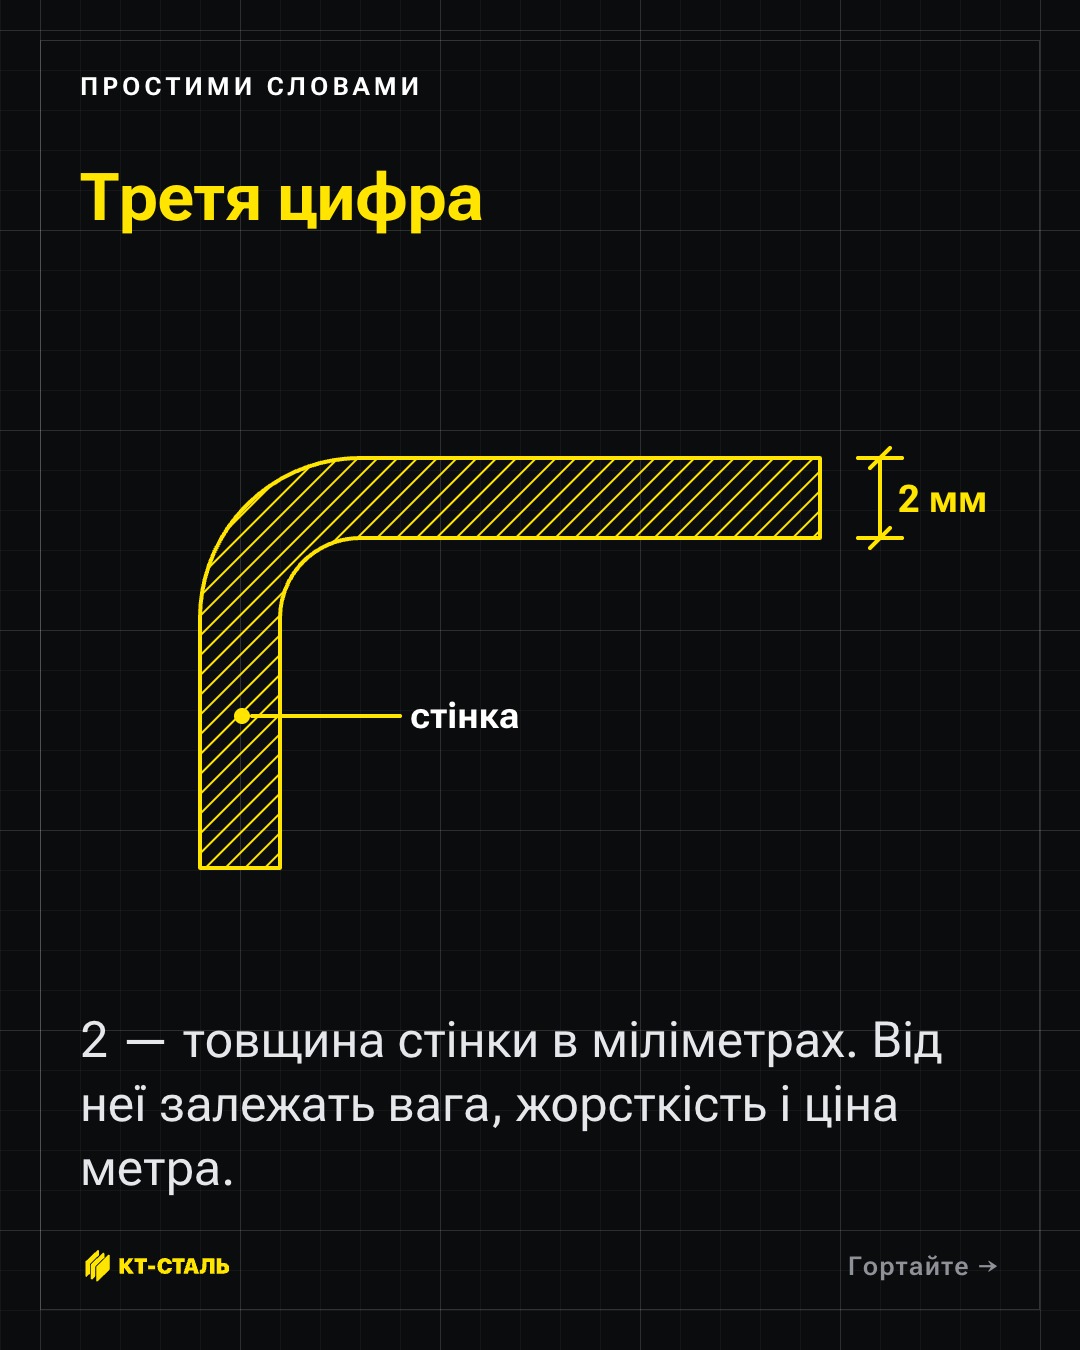 ПРОСТИМИ СЛОВАМИ
Третя цифра
2 мм
стінка
2 — товщина стінки в міліметрах. Від
неї залежать вага, жорсткість і ціна
метра.
КТ-СТАЛЬ
Гортайте →